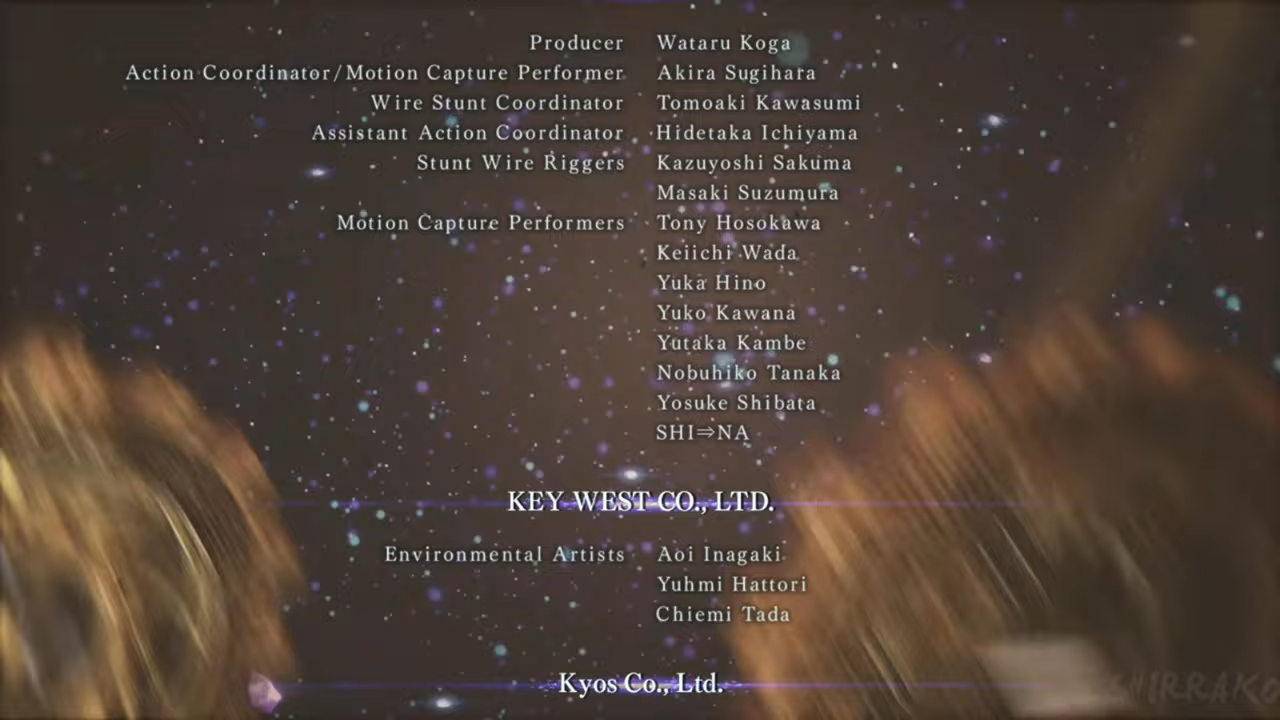 Producer Wataru Koga
Action Coordinator/Motion Capture Performer Akira Sugihara
Wire Stunt Coordinator Tomoaki Kawasumi
Assistant Action Coordinator Hidetaka Ichiyama
Stunt Wire Riggers Kazuyoshi Sakuma
Masaki Suzumura
Motion Capture Performers Tony Hosokawa
Keiichi Wada
Yuka Hino
Yuko Kawana
Yutaka Kambe
Nobuhiko Tanaka
Yosuke Shibata
SHI⇒NA
KEY WEST CO., LTD.
Environmental Artists Aoi Inagaki
Yuhmi Hattori
Chiemi Tada
Kyos Co., Ltd.